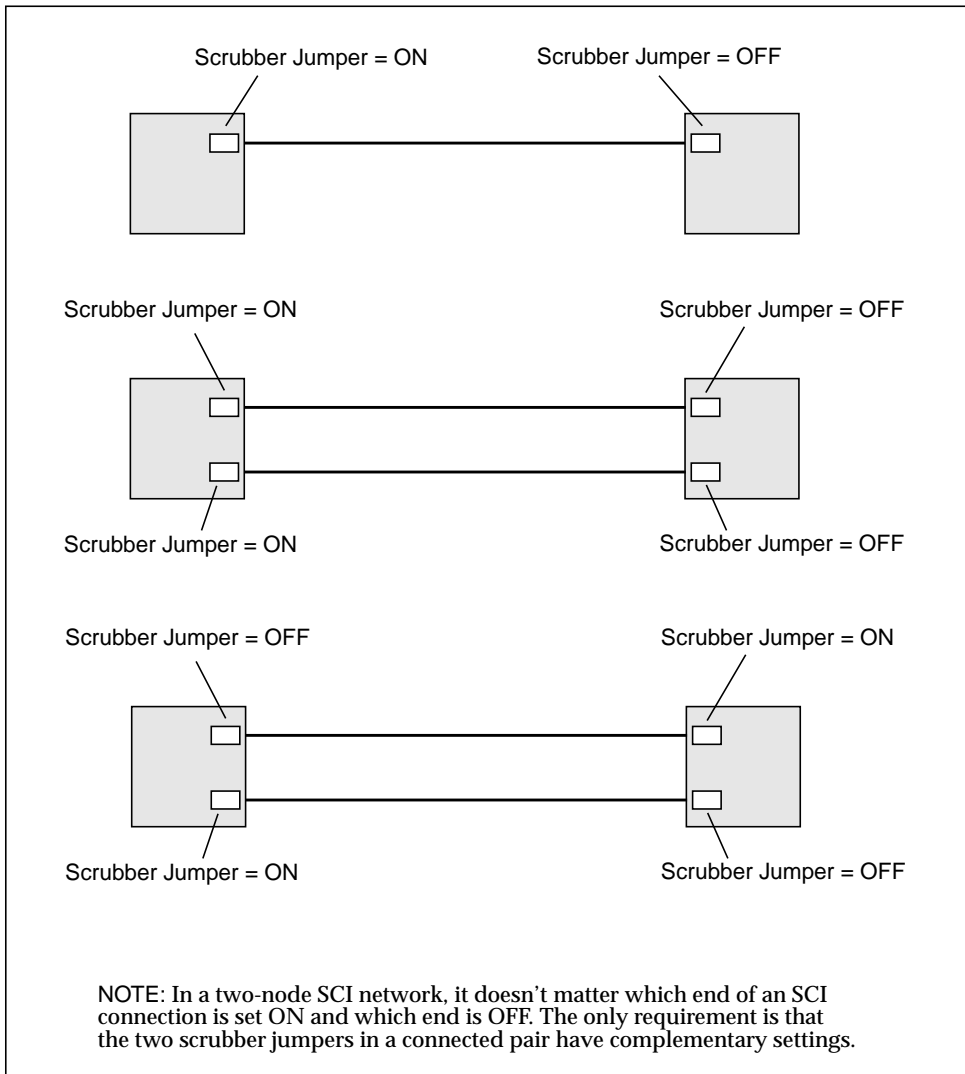 Scrubber Jumper = ON
Scrubber Jumper = OFF
Scrubber Jumper = ON
Scrubber Jumper = OFF
Scrubber Jumper = ON
Scrubber Jumper = OFF
Scrubber Jumper = OFF
Scrubber Jumper = ON
Scrubber Jumper = ON
Scrubber Jumper = OFF
NOTE: In a two-node SCI network, it doesn’t matter which end of an SCI
connection is set ON and which end is OFF. The only requirement is that
the two scrubber jumpers in a connected pair have complementary settings.